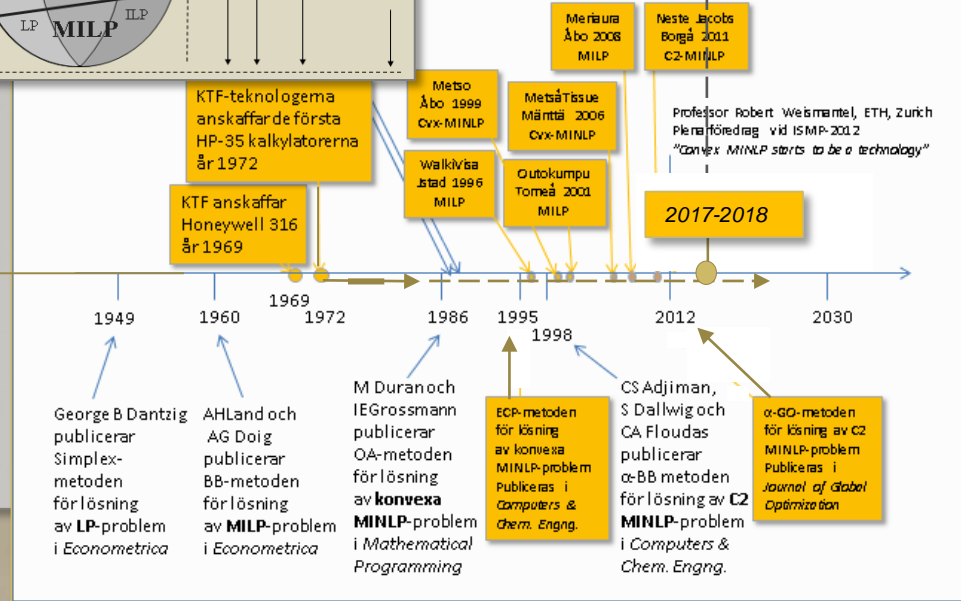 LP
MILP
ILP
Meriaura
Åbo 2008
MILP
Neste Jacobs
Borgå 2011
C2-MINLP
KTF-teknologerna
anskaffar de första
HP-35 kalkylatorerna
år 1972
Metso
Åbo 1999
Cvx-MINLP
MetsåTissue
Mänttä 2006
Cvx-MINLP
Professor Robert Weismantel, ETH, Zurich
Plenarföredrag vid ISMP-2012
"Convex MINLP starts to be a technology"
WalkiVisa
Jstad 1996
MILP
Outokumpu
Torneå 2001
MILP
KTF anskaffar
Honeywell 316
år 1969
2017-2018
1949
1960
1969
1972
1986
1995
1998
2012
2030
George B Dantzig
publicerar
Simplex-
metoden
för lösning
av LP-problem
i Econometrica
AHLand och
AG Doig
publicerar
BB-metoden
för lösning
av MILP-problem
i Econometrica
M Duran och
IEGrossmann
publicerar
OA-metoden
för lösning
av konvexa
MINLP-problem
i Mathematical
Programming
ECP-metoden
för lösning
av konvexa
MINLP-problem
Publiceras i
Computers &
Chem. Engng.
CS Adjiman,
S Dallwig och
CA Floudas
publicerar
α-BB metoden
för lösning av C2
MINLP-problem
i Computers &
Chem. Engng.
α-GO-metoden
för lösning av C2
MINLP-problem
Publiceras i
Journal of Global
Optimization